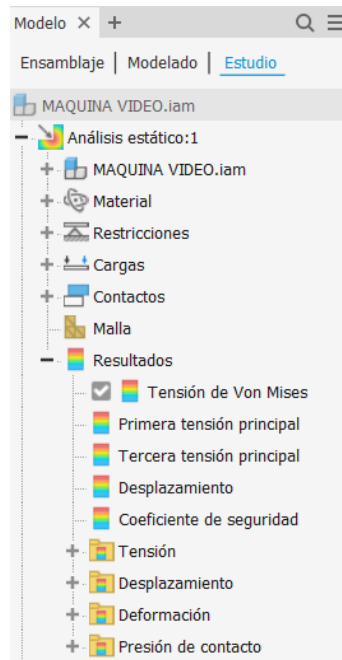 Modelo × +
Ensamblaje | Modelado | Estudio
MAQUINA VIDEO.iam
Análisis estático:1
MAQUINA VIDEO.iam
Material
Restricciones
Cargas
Contactos
Malla
Resultados
Tensión de Von Mises
Primera tensión principal
Tercera tensión principal
Desplazamiento
Coeficiente de seguridad
Tensión
Desplazamiento
Deformación
Presión de contacto